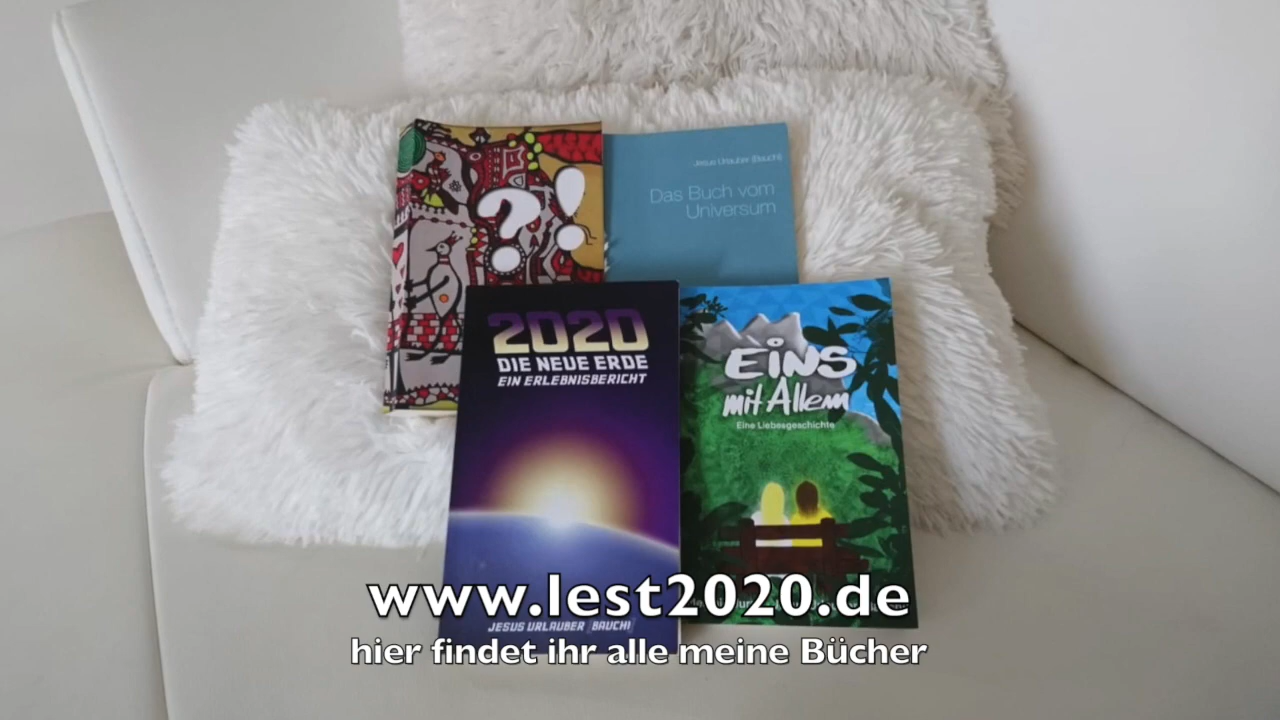 ?!
Jesus Urlauber (Bauchi)
Das Buch vom
Universum
2020
DIE NEUE ERDE
EIN ERLEBNISBERICHT
EINS
mit Allem
Eine Liebesgeschichte
www.lest2020.de
JESUS URLAUBER [BAUCHI]
hier findet ihr alle meine Bücher